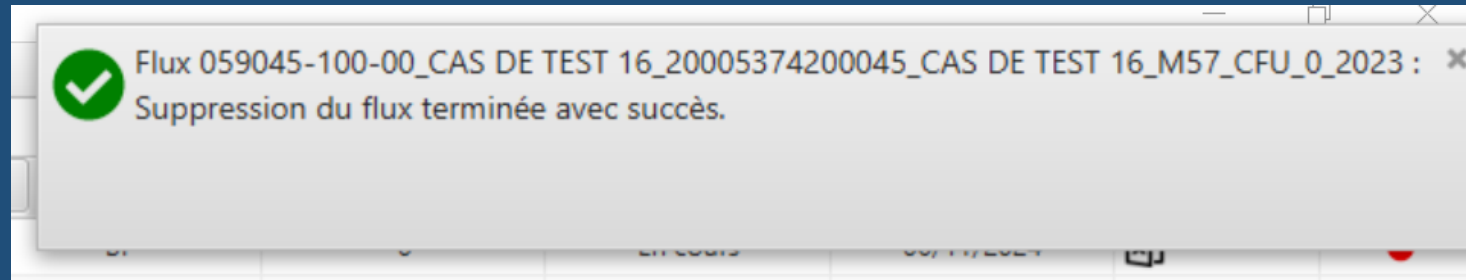 Flux 059045-100-00_CAS DE TEST 16_20005374200045_CAS DE TEST 16_M57_CFU_0_2023 :
Suppression du flux terminée avec succès.